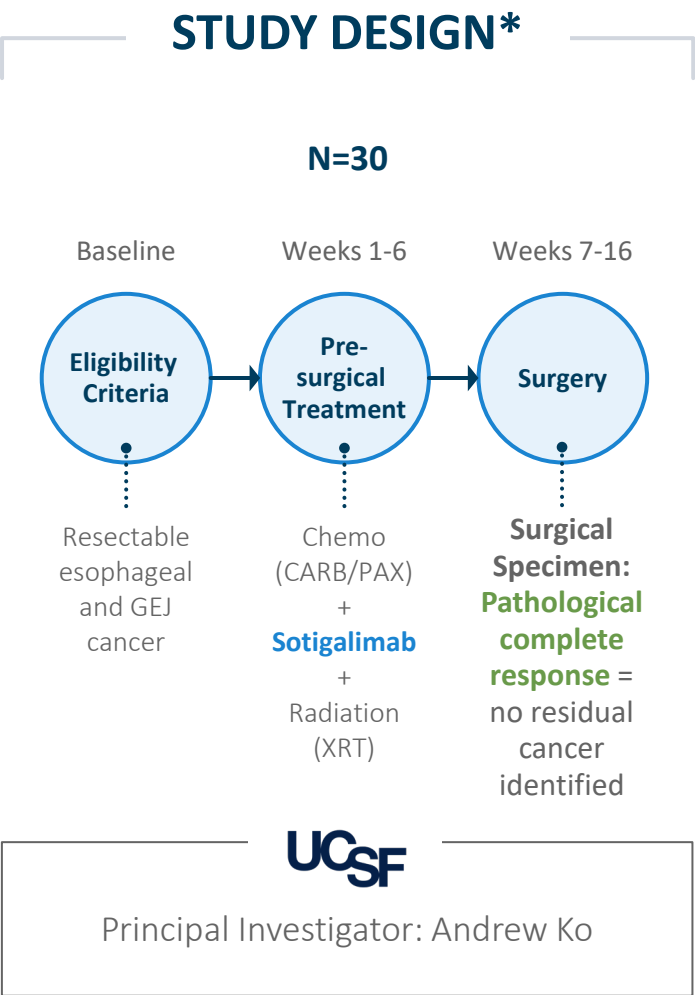 STUDY DESIGN*
N=30
Baseline
Weeks 1-6
Weeks 7-16
Eligibility
Criteria
Pre-
surgical
Treatment
Surgery
Resectable
esophageal
and GEJ
cancer
Chemo
(CARB/PAX)
+
Sotigalimab
+
Radiation
(XRT)
Surgical
Specimen:
Pathological
complete
response =
no residual
cancer
identified
UCSF
Principal Investigator: Andrew Ko